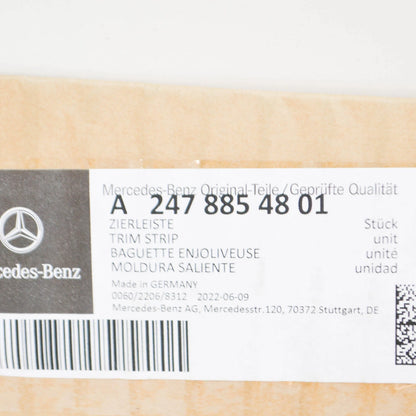 Mercedes-Benz Original-Teile/Geprüfte Qualität
A 247 885 48 01
ZIERLEISTE Stück
TRIM STRIP unit
BAGUETTE ENJOLIVEUSE unité
MOLDURA SALIENTE unidad
cedes-Benz
Made in GERMANY
0060/2206/8312 2022-06-09
Mercedes-Benz AG, Mercedesstr.120, 70372 Stuttgart, DE